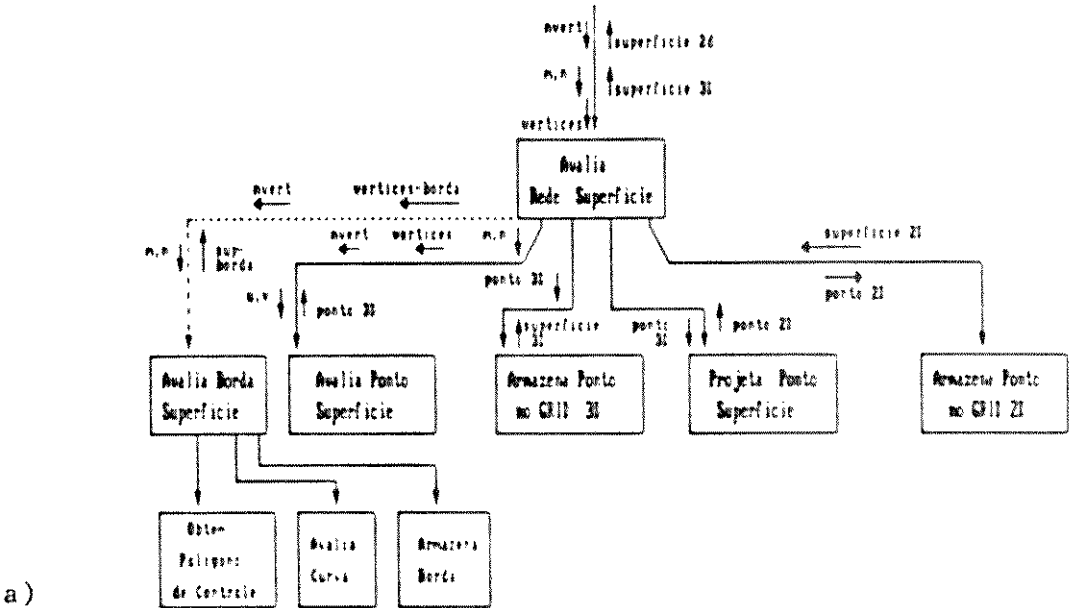 nvert
superficie 2d
m,n
superficie 3D
vertices
Avalia
Rede Superficie
nvert
vertices-borda
superficie 2D
nvert
vertices
m,n
m,n
sup-
borda
ponto 3D
ponto 2D
u,v
ponto 3D
superficie
3D
ponto
3D
ponto 2D
Avalia Borda
Superficie
Avalia Ponto
Superficie
Armazena Ponto
no GRID 3D
Projeta Ponto
Superficie
Armazena Ponto
no GRID 2D
Obtem
Poligono
de Controle
Avalia
Curva
Armazena
Borda
a)